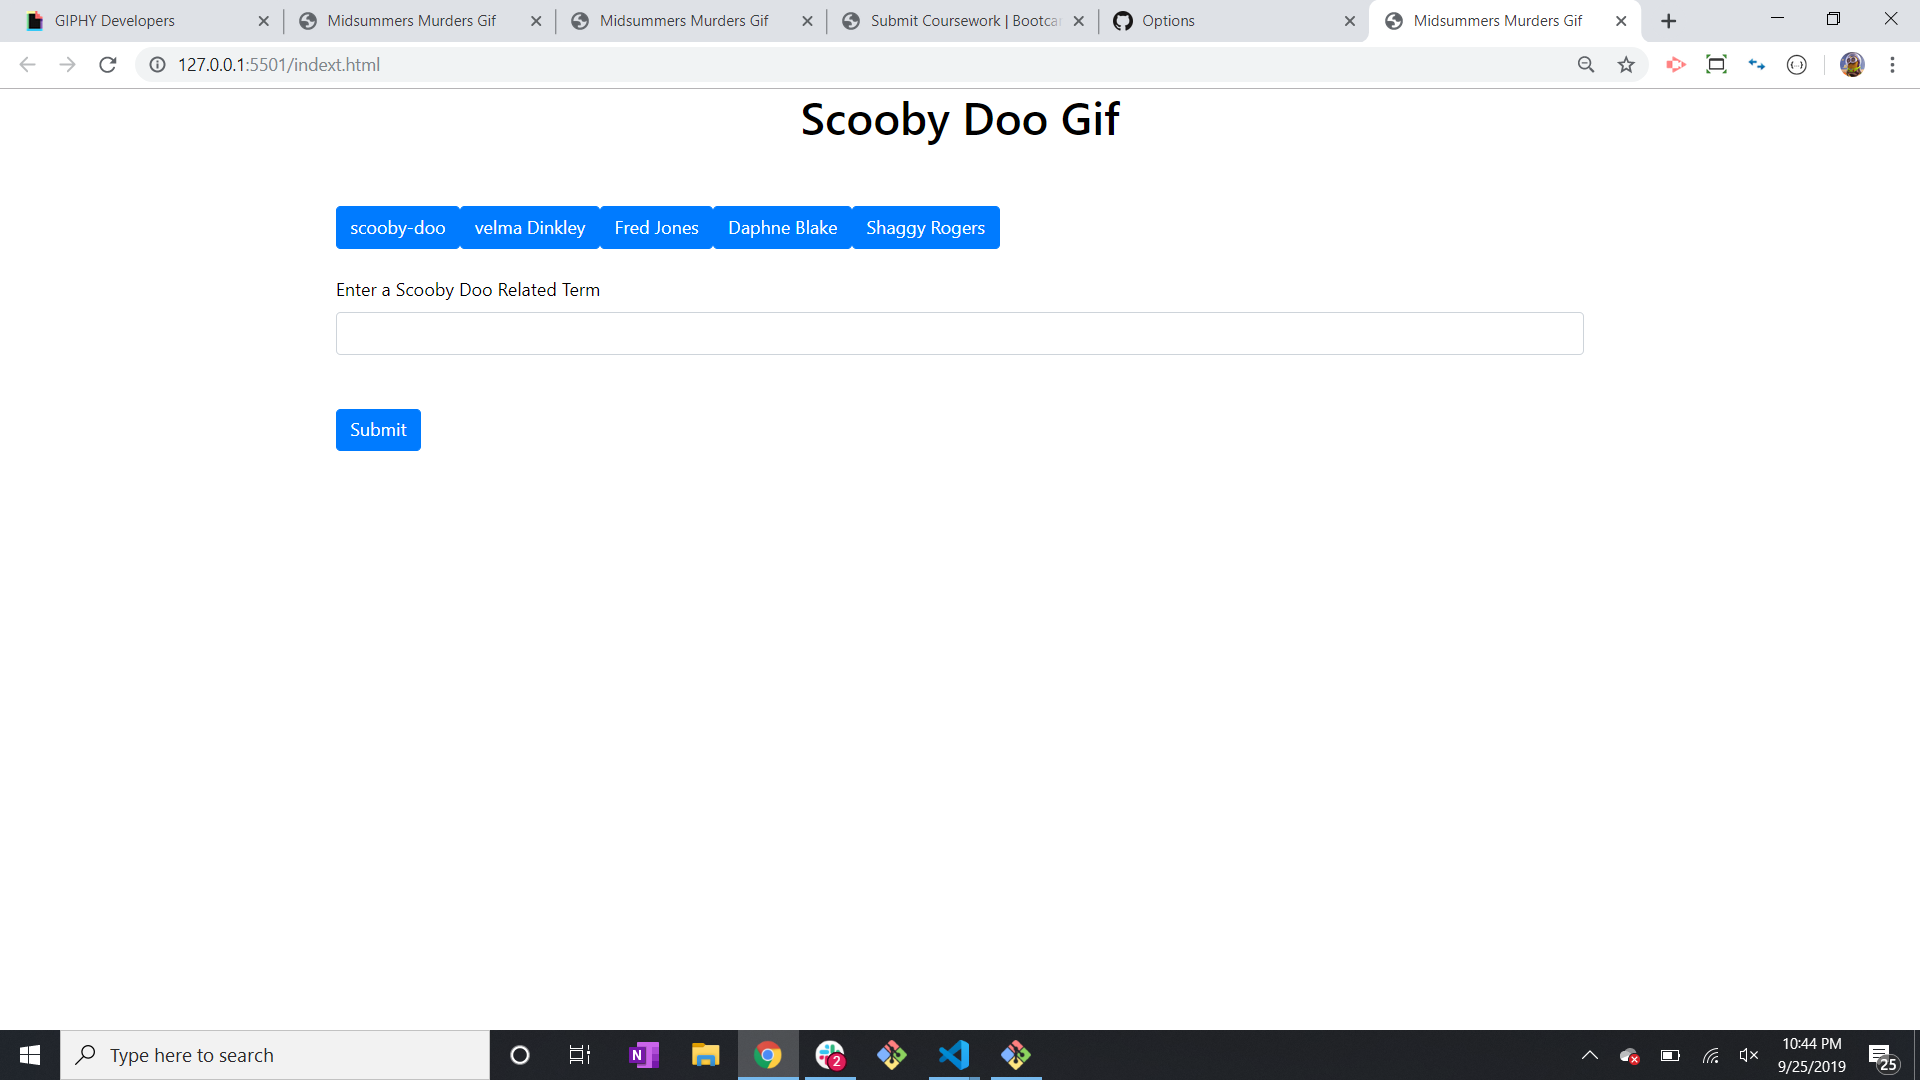 GIPHY Developers
Midsummers Murders Gif
Midsummers Murders Gif
Submit Coursework | Bootca
Options
Midsummers Murders Gif
127.0.0.1:5501/indext.html
Scooby Doo Gif
scooby-doo velma Dinkley Fred Jones Daphne Blake Shaggy Rogers
Enter a Scooby Doo Related Term
Submit
Type here to search
N
2
10:44 PM
9/25/2019
25